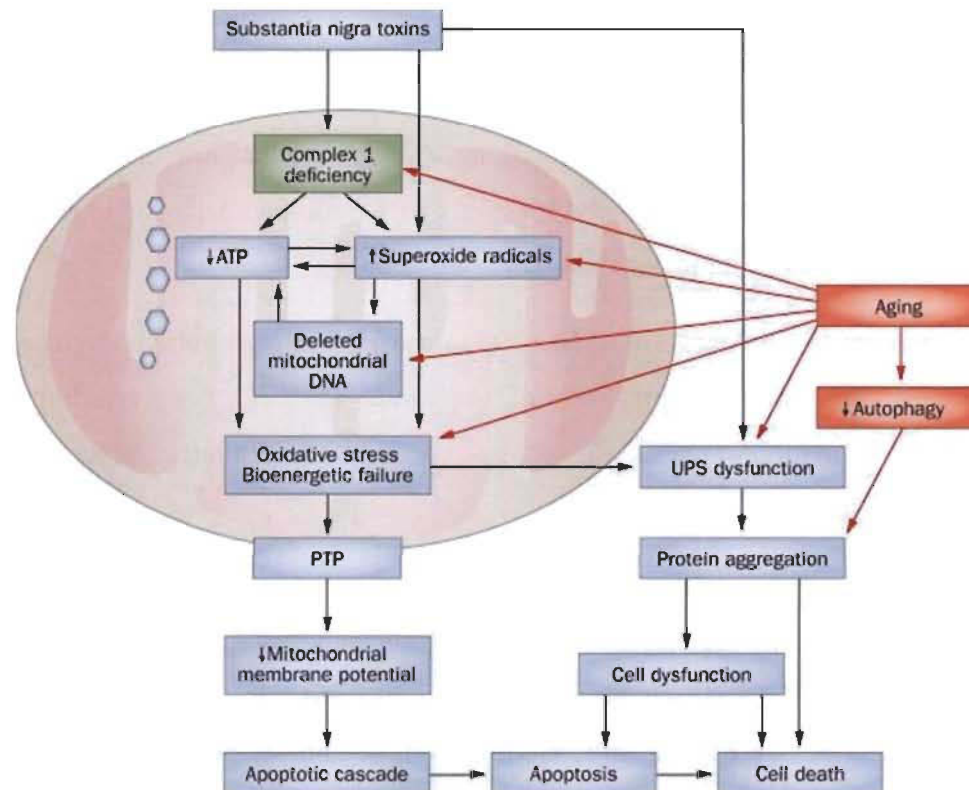 Substantia nigra toxins
Complex 1
deficiency
↓ATP
↑Superoxide radicals
Aging
Deleted
mitochondrial
DNA
↓Autophagy
Oxidative stress
Bioenergetic failure
UPS dysfunction
PTP
Protein aggregation
↓Mitochondrial
membrane potential
Cell dysfunction
Apoptotic cascade
Apoptosis
Cell death